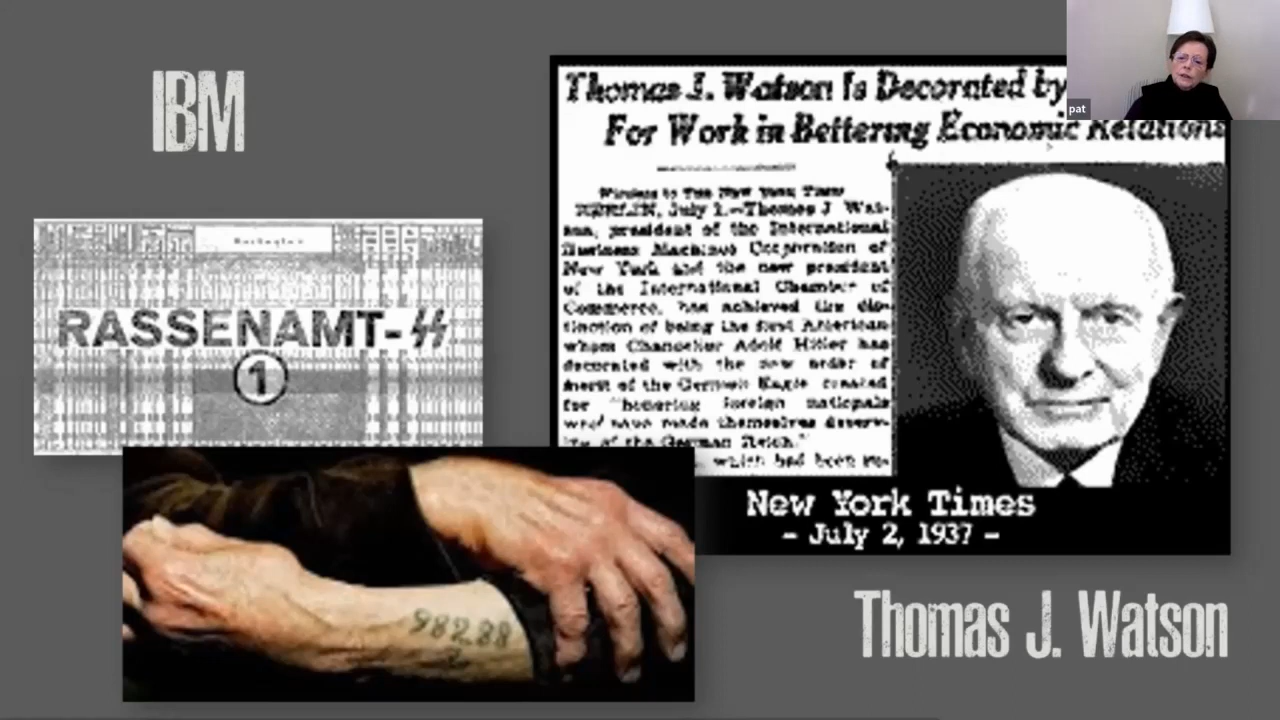 IBM
RASSENAMT-ᛋᛋ
1
98288
Thomas J. Watson Is Decorated by
For Work in Bettering Economic Relations
Wireless to THE NEW YORK TIMES
BERLIN, July 1.—Thomas J. Wat-
son, president of the International
Business Machines Corporation of
New York and the new president
of the International Chamber of
Commerce, has achieved the dis-
tinction of being the first American
whom Chancellor Adolf Hitler has
decorated with the new order of
merit of the German Eagle created
for "honoring foreign nationals
who have made themselves deserv-
ing of the German Reich."
which had been re-
New York Times
- July 2, 1937 -
Thomas J. Watson
pat